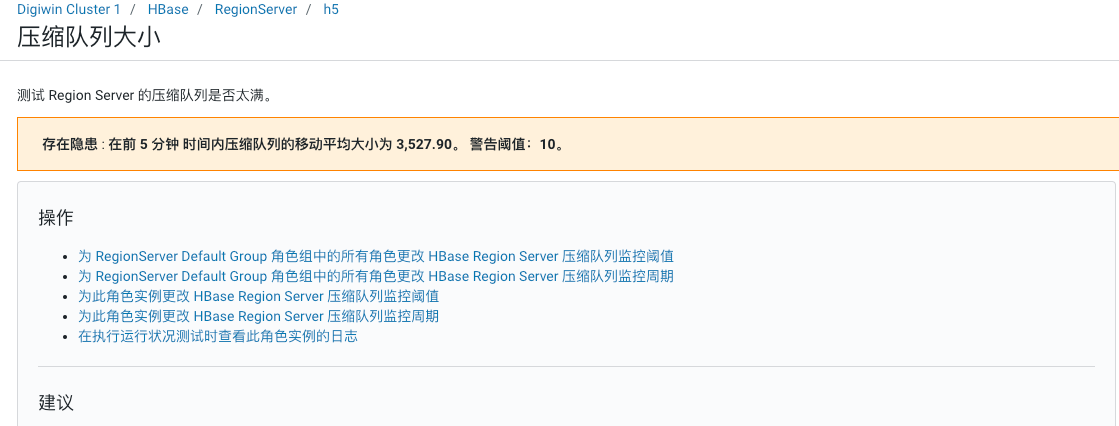 Digiwin Cluster 1 / HBase / RegionServer / h5
压缩队列大小
测试 Region Server 的压缩队列是否太满。
存在隐患 : 在前 5 分钟 时间内压缩队列的移动平均大小为 3,527.90。 警告阈值：10。
操作
• 为 RegionServer Default Group 角色组中的所有角色更改 HBase Region Server 压缩队列监控阈值
• 为 RegionServer Default Group 角色组中的所有角色更改 HBase Region Server 压缩队列监控周期
• 为此角色实例更改 HBase Region Server 压缩队列监控阈值
• 为此角色实例更改 HBase Region Server 压缩队列监控周期
• 在执行运行状况测试时查看此角色实例的日志
建议